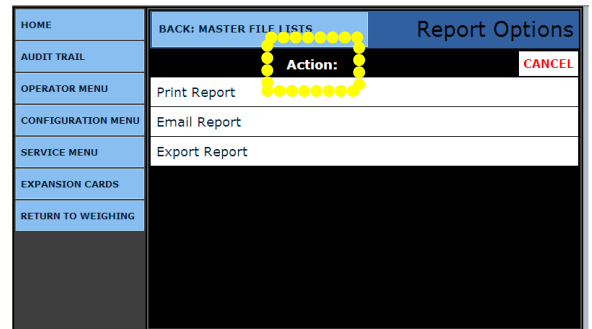 HOME
BACK: MASTER FILE LISTS
Report Options
AUDIT TRAIL
Action:
CANCEL
OPERATOR MENU
Print Report
CONFIGURATION MENU
Email Report
SERVICE MENU
Export Report
EXPANSION CARDS
RETURN TO WEIGHING